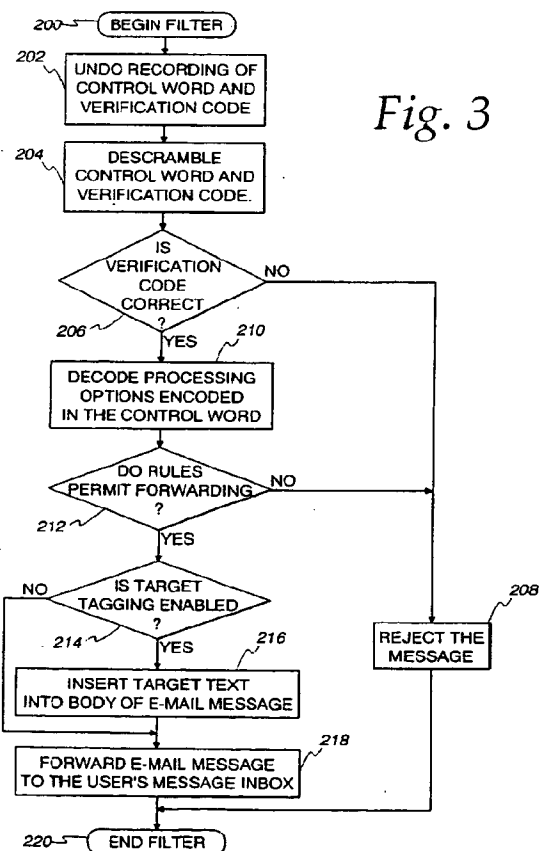 200
BEGIN FILTER
202
UNDO RECORDING OF
CONTROL WORD AND
VERIFICATION CODE
Fig. 3
204
DESCRAMBLE
CONTROL WORD AND
VERIFICATION CODE.
IS
VERIFICATION
CODE
CORRECT
?
NO
206
YES
210
DECODE PROCESSING
OPTIONS ENCODED
IN THE CONTROL WORD
DO RULES
PERMIT FORWARDING
?
NO
212
YES
NO
IS TARGET
TAGGING ENABLED
?
214
YES
208
REJECT THE
MESSAGE
216
INSERT TARGET TEXT
INTO BODY OF E-MAIL MESSAGE
218
FORWARD E-MAIL MESSAGE
TO THE USER'S MESSAGE INBOX
220
END FILTER